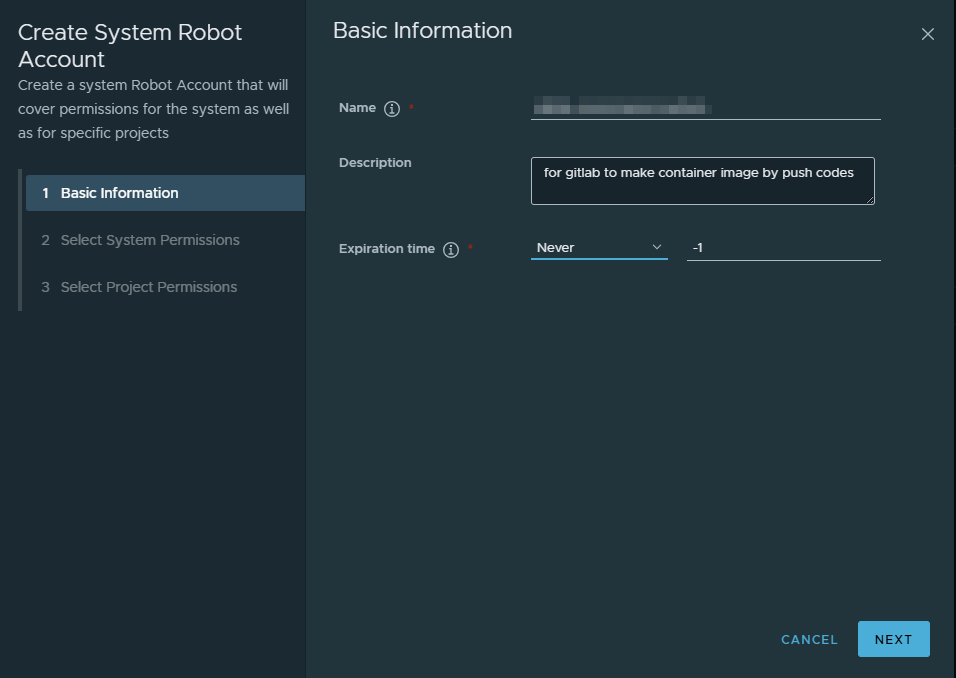 Create System Robot
Account
Create a system Robot Account that will
cover permissions for the system as well
as for specific projects
1 Basic Information
2 Select System Permissions
3 Select Project Permissions
Basic Information
Name *
Description
for gitlab to make container image by push codes
Expiration time *
Never
-1
CANCEL
NEXT